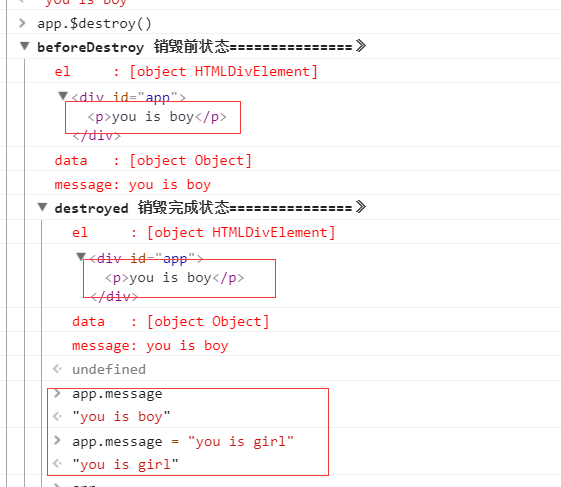 "you is boy"
> app.$destroy()
▼ beforeDestroy 销毁前状态===============》
el     : [object HTMLDivElement]
▼<div id="app">
<p>you is boy</p>
</div>
data   : [object Object]
message: you is boy
▼ destroyed 销毁完成状态===============》
el     : [object HTMLDivElement]
▼<div id="app">
<p>you is boy</p>
</div>
data   : [object Object]
message: you is boy
undefined
> app.message
"you is boy"
> app.message = "you is girl"
"you is girl"